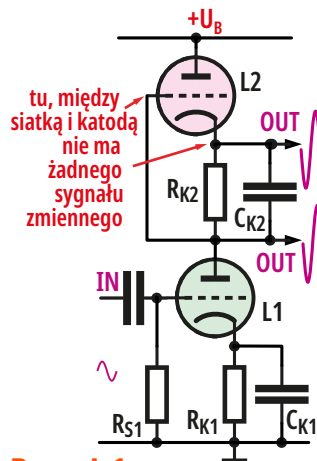 +UB
L2
tu, między
siatką i katodą
nie ma
żadnego
sygnału
zmiennego
OUT
RK2
CK2
OUT
IN
L1
RS1
RK1
CK1